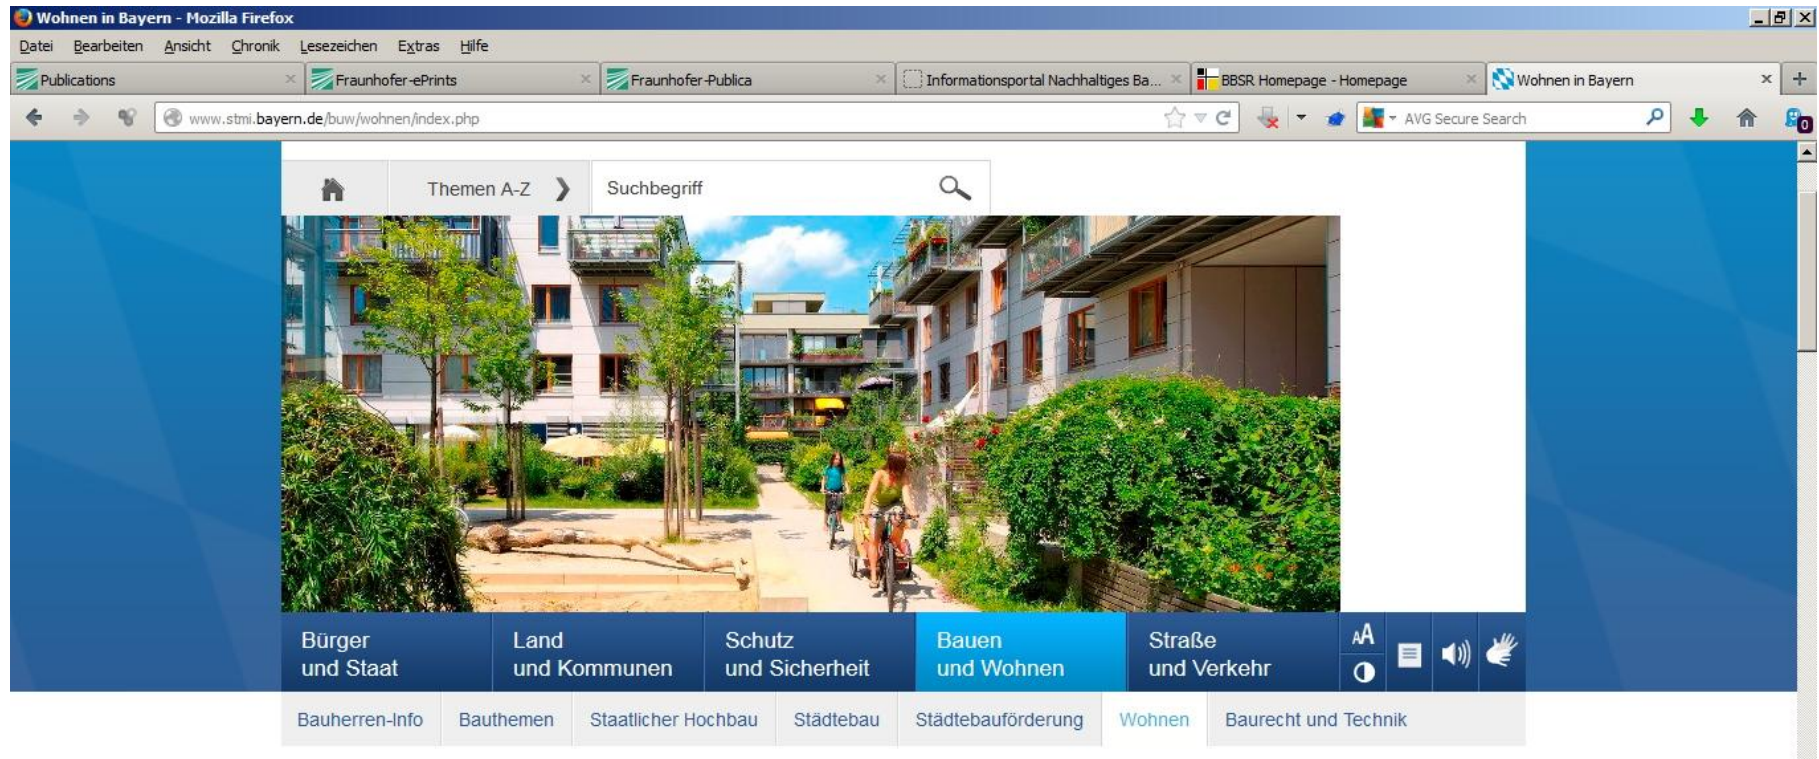 Wohnen in Bayern - Mozilla Firefox
Datei Bearbeiten Ansicht Chronik Lesezeichen Extras Hilfe
Publications Fraunhofer-ePrints Fraunhofer-Publica Informationsportal Nachhaltiges Ba... BBSR Homepage - Homepage Wohnen in Bayern
www.stmi.bayern.de/buw/wohnen/index.php AVG Secure Search 0
Themen A-Z Suchbegriff
Bürger und Staat
Land und Kommunen
Schutz und Sicherheit
Bauen und Wohnen
Straße und Verkehr
AA
Bauherren-Info Bauthemen Staatlicher Hochbau Städtebau Städtebauförderung Wohnen Baurecht und Technik